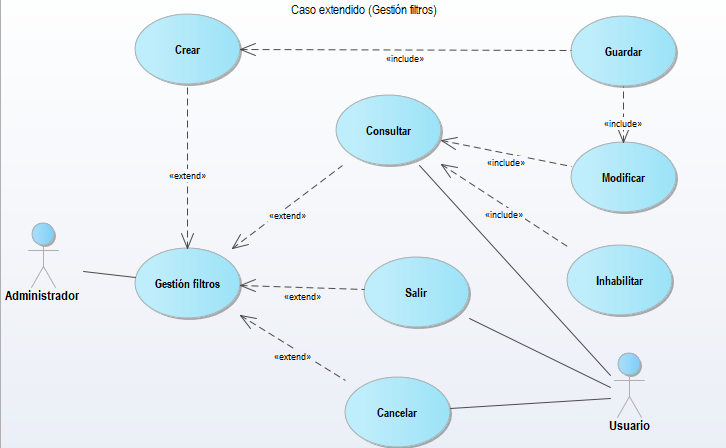 Caso extendido (Gestión filtros)
Crear
Guardar
«include»
Consultar
«include»
«include»
«extend»
Modificar
«extend»
«include»
Gestión filtros
Inhabilitar
Administrador
Salir
«extend»
«extend»
Cancelar
Usuario